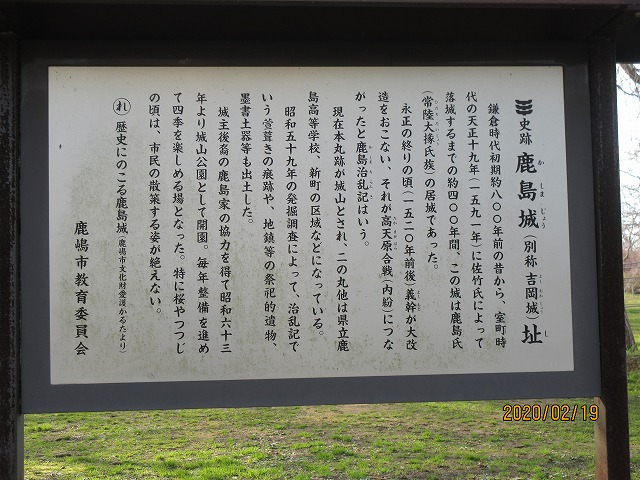 史跡 鹿島城(別称 吉岡城)址
鎌倉時代初期約八〇〇年前の昔から、室町時
代の天正十九年(一五九一年)に佐竹氏によって
落城するまでの約四〇〇年間、この城は鹿島氏
(常陸大掾氏族)の居城であった。
永正の終りの頃(一五二〇年前後)義幹が大改
造をおこない、それが高天原合戦(内紛)につな
がったと鹿島治乱記はいう。
現在本丸跡が城山とされ、二の丸他は県立鹿
島高等学校、新町の区域などになっている。
昭和五十九年の発掘調査によって、治乱記で
いう萱葺きの痕跡や、地鎮等の祭祀的遺物、
墨書土器等も出土した。
城主後裔の鹿島家の協力を得て昭和六十三
年より城山公園として開園。毎年整備を進め
て四季を楽しめる場となった。特に桜やつつじ
の頃は、市民の散策する姿が絶えない。
れ 歴史にのこる鹿島城(鹿嶋市文化財愛護かるたより)
鹿嶋市教育委員会
2020/02/19